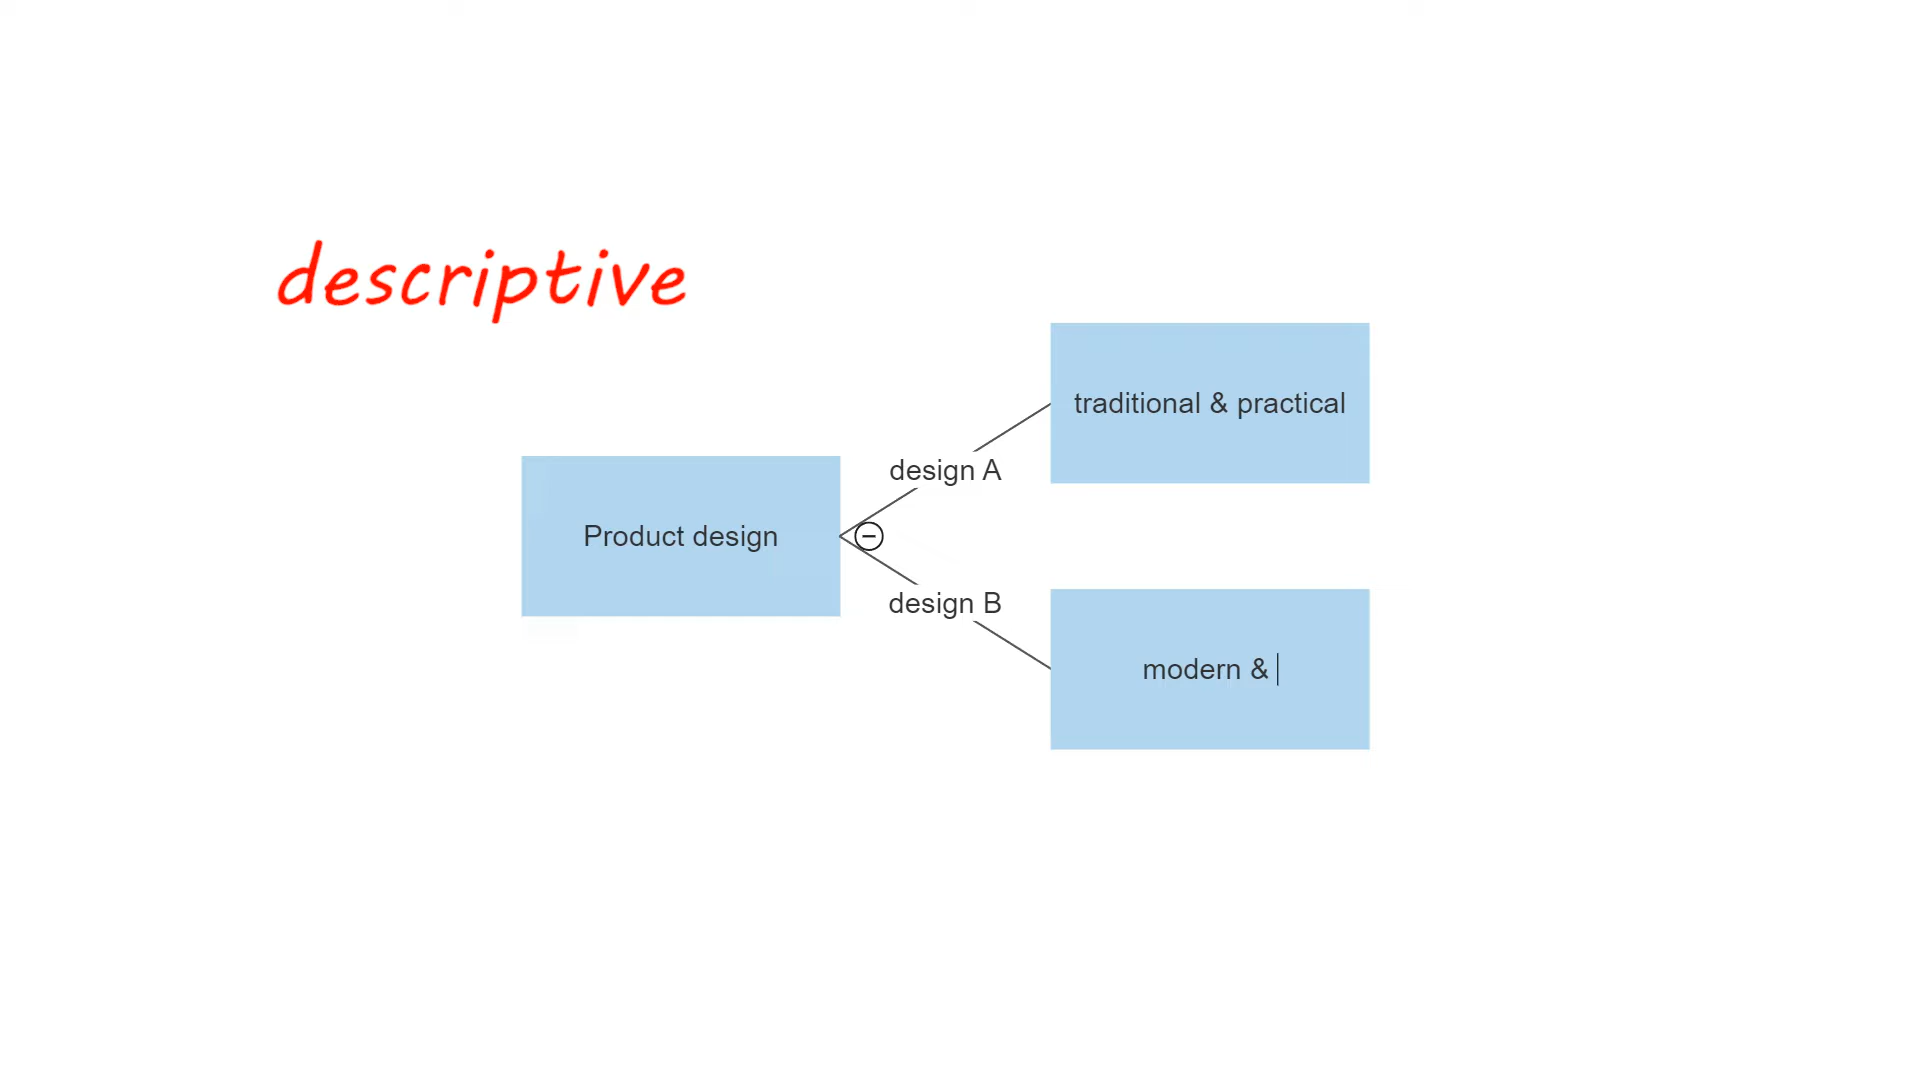 descriptive
traditional & practical
design A
Product design
design B
modern &